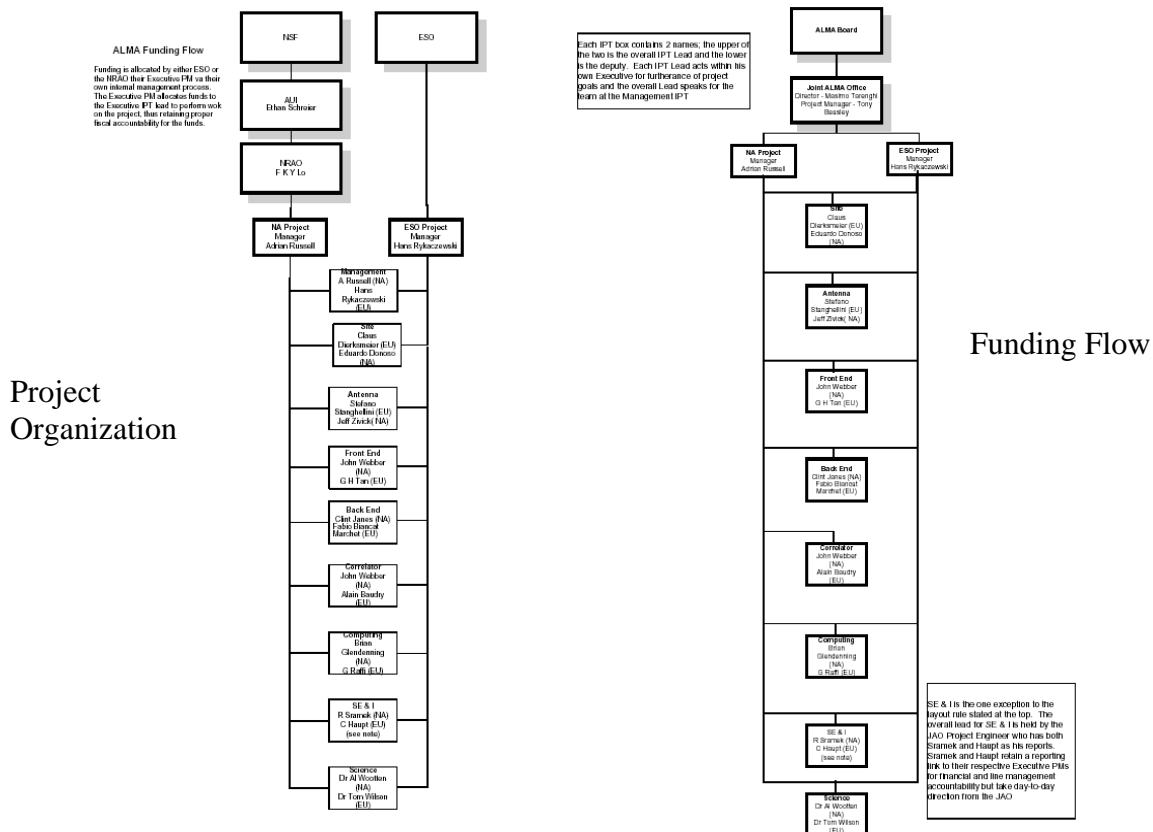 NSF
ESO
ALMA Funding Flow
Funding is allocated by either ESO or
the NRAO their Executive PM va their
own internal management process.
The Executive PM allocates funds to
the Executive IPT lead to perform wok
on the project, thus retaining proper
fiscal accountability for the funds.
AUI
Ethan Schreier
NRAO
F K Y Lo
NA Project
Manager
Adrian Russell
ESO Project
Manager
Hans Rykaczewski
Management
A Russell (NA)
Hans
Rykaczewski
(EU)
Site
Claus
Dierksmeier (EU)
Eduardo Donoso
(NA)
Project
Organization
Antenna
Stefano
Stanghellini (EU)
Jeff Zivick( NA)
Front End
John Webber
(NA)
G H Tan (EU)
Back End
Clint Janes (NA)
Fabio Biancat
Marchet (EU)
Correlator
John Webber
(NA)
Alain Baudry
(EU)
Computing
Brian
Glendenning
(NA)
G Raffi (EU)
SE & I
R Sramek (NA)
C Haupt (EU)
(see note)
Science
Dr Al Wootten
(NA)
Dr Tom Wilson
(EU)
Each IPT box contains 2 names; the upper of
the two is the overall IPT Lead and the lower
is the deputy. Each IPT Lead acts within his
own Executive for furtherance of project
goals and the overall Lead speaks for the
team at the Management IPT
ALMA Board
Joint ALMA Office
Director - Massimo Tarenghi
Project Manager - Tony
Beasley
NA Project
Manager
Adrian Russell
ESO Project
Manager
Hans Rykaczewski
Site
Claus
Dierksmeier (EU)
Eduardo Donoso
(NA)
Antenna
Stefano
Stanghellini (EU)
Jeff Zivick( NA)
Funding Flow
Front End
John Webber
(NA)
G H Tan (EU)
Back End
Clint Janes (NA)
Fabio Biancat
Marchet (EU)
Correlator
John Webber
(NA)
Alain Baudry
(EU)
Computing
Brian
Glendenning
(NA)
G Raffi (EU)
SE & I
R Sramek (NA)
C Haupt (EU)
(see note)
Science
Dr Al Wootten
(NA)
Dr Tom Wilson
(EU)
SE & I is the one exception to the
layout rule stated at the top. The
overall lead for SE & I is held by the
JAO Project Engineer who has both
Sramek and Haupt as his reports.
Sramek and Haupt retain a reporting
link to their respective Executive PMs
for financial and line management
accountability but take day-to-day
direction from the JAO